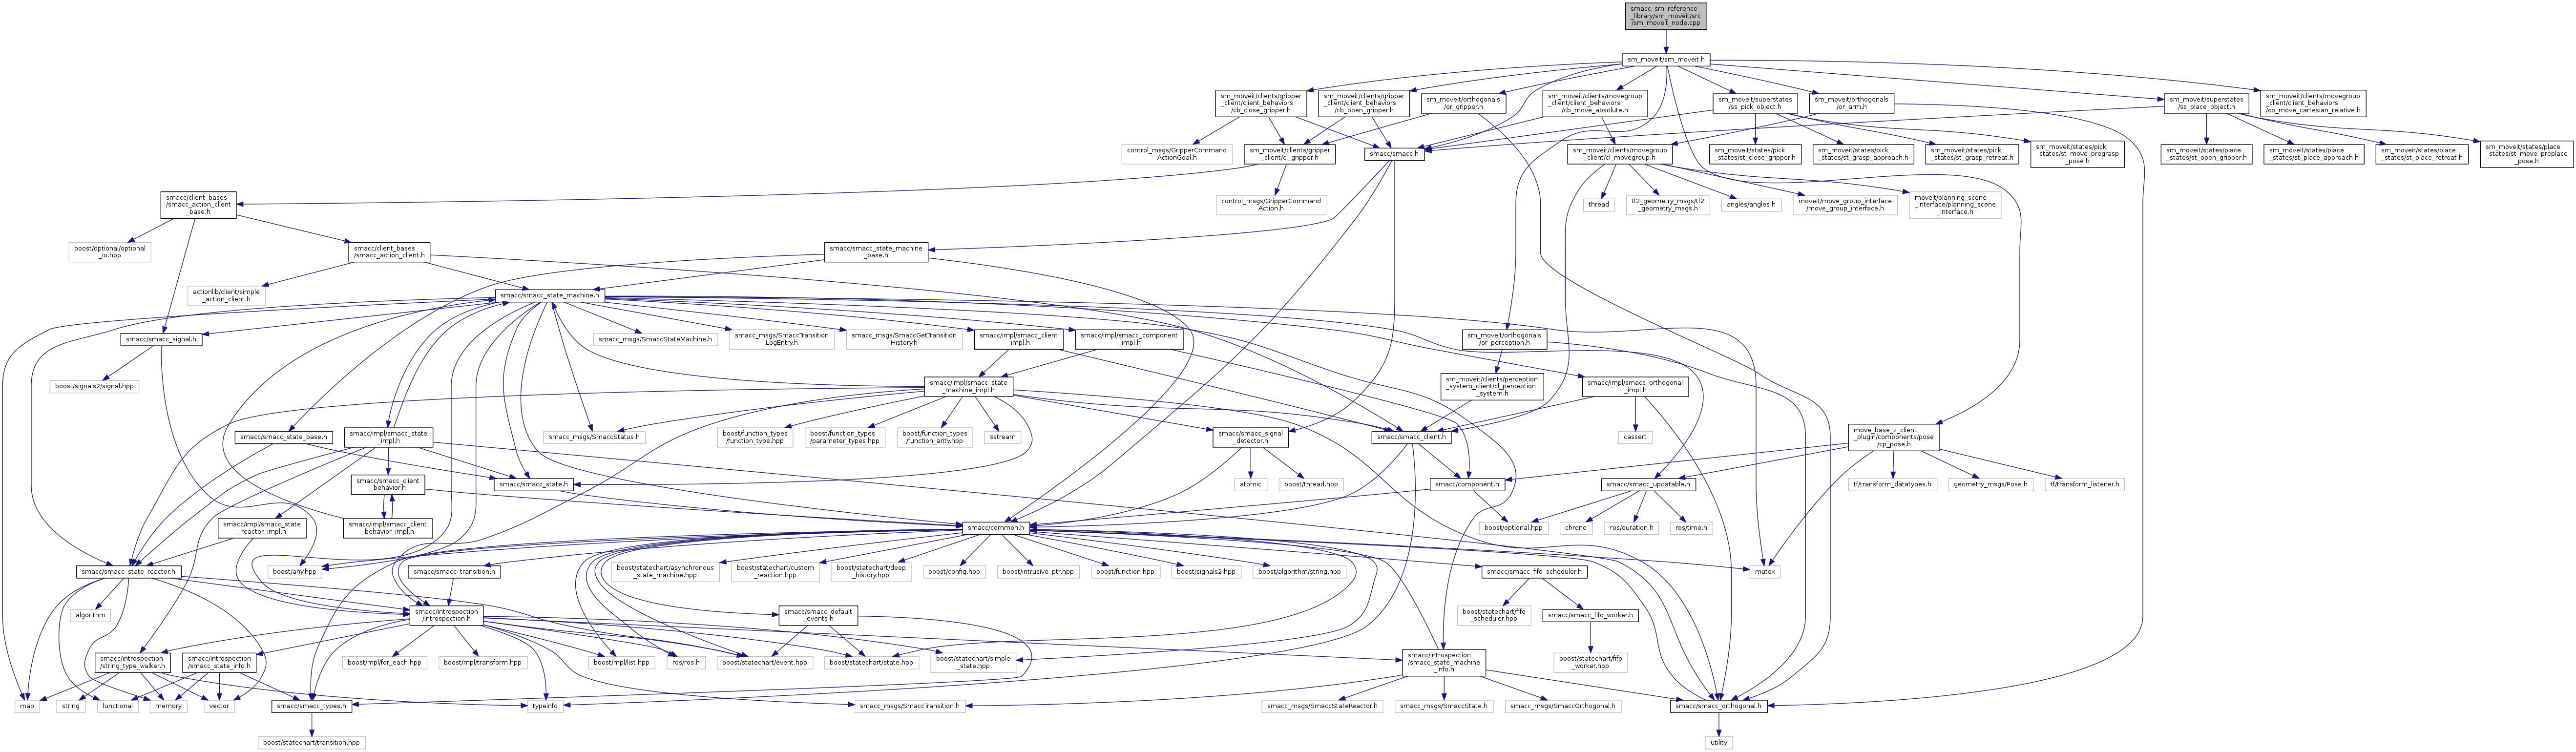 smacc_sm_reference
_library/sm_moveit/src
/sm_moveit_node.cpp
sm_moveit/sm_moveit.h
sm_moveit/clients/gripper
_client/client_behaviors
/cb_close_gripper.h
sm_moveit/clients/gripper
_client/client_behaviors
/cb_open_gripper.h
sm_moveit/orthogonals
/or_gripper.h
sm_moveit/clients/movegroup
_client/client_behaviors
/cb_move_absolute.h
sm_moveit/superstates
/ss_pick_object.h
sm_moveit/orthogonals
/or_arm.h
sm_moveit/superstates
/ss_place_object.h
sm_moveit/clients/movegroup
_client/client_behaviors
/cb_move_cartesian_relative.h
control_msgs/GripperCommand
ActionGoal.h
sm_moveit/clients/gripper
_client/cl_gripper.h
smacc/smacc.h
sm_moveit/clients/movegroup
_client/cl_movegroup.h
sm_moveit/states/pick
_states/st_close_gripper.h
sm_moveit/states/pick
_states/st_grasp_approach.h
sm_moveit/states/pick
_states/st_grasp_retreat.h
sm_moveit/states/pick
_states/st_move_pregrasp
_pose.h
sm_moveit/states/place
_states/st_open_gripper.h
sm_moveit/states/place
_states/st_place_approach.h
sm_moveit/states/place
_states/st_place_retreat.h
sm_moveit/states/place
_states/st_move_preplace
_pose.h
smacc/client_bases
/smacc_action_client
_base.h
control_msgs/GripperCommand
Action.h
thread
tf2_geometry_msgs/tf2
_geometry_msgs.h
angles/angles.h
moveit/move_group_interface
/move_group_interface.h
moveit/planning_scene
_interface/planning_scene
_interface.h
boost/optional/optional
_io.hpp
smacc/client_bases
/smacc_action_client.h
smacc/smacc_state_machine
_base.h
actionlib/client/simple
_action_client.h
smacc/smacc_state_machine.h
smacc/smacc_signal.h
smacc_msgs/SmaccStateMachine.h
smacc_msgs/SmaccTransition
LogEntry.h
smacc_msgs/SmaccGetTransition
History.h
smacc/impl/smacc_client
_impl.h
smacc/impl/smacc_component
_impl.h
sm_moveit/orthogonals
/or_perception.h
boost/signals2/signal.hpp
smacc/impl/smacc_state
_machine_impl.h
sm_moveit/clients/perception
_system_client/cl_perception
_system.h
smacc/impl/smacc_orthogonal
_impl.h
smacc/smacc_state_base.h
smacc/impl/smacc_state
_impl.h
smacc_msgs/SmaccStatus.h
boost/function_types
/function_type.hpp
boost/function_types
/parameter_types.hpp
boost/function_types
/function_arity.hpp
sstream
smacc/smacc_signal
_detector.h
smacc/smacc_client.h
cassert
move_base_z_client
_plugin/components/pose
/cp_pose.h
smacc/smacc_client
_behavior.h
smacc/smacc_state.h
atomic
boost/thread.hpp
smacc/component.h
smacc/smacc_updatable.h
tf/transform_datatypes.h
geometry_msgs/Pose.h
tf/transform_listener.h
smacc/impl/smacc_state
_reactor_impl.h
smacc/impl/smacc_client
_behavior_impl.h
smacc/common.h
boost/optional.hpp
chrono
ros/duration.h
ros/time.h
smacc/smacc_state_reactor.h
boost/any.hpp
smacc/smacc_transition.h
boost/statechart/asynchronous
_state_machine.hpp
boost/statechart/custom
_reaction.hpp
boost/statechart/deep
_history.hpp
boost/config.hpp
boost/intrusive_ptr.hpp
boost/function.hpp
boost/signals2.hpp
boost/algorithm/string.hpp
smacc/smacc_fifo_scheduler.h
mutex
algorithm
smacc/introspection
/introspection.h
smacc/smacc_default
_events.h
boost/statechart/fifo
_scheduler.hpp
smacc/smacc_fifo_worker.h
smacc/introspection
/string_type_walker.h
smacc/introspection
/smacc_state_info.h
boost/mpl/for_each.hpp
boost/mpl/transform.hpp
boost/mpl/list.hpp
ros/ros.h
boost/statechart/event.hpp
boost/statechart/state.hpp
boost/statechart/simple
_state.hpp
smacc/introspection
/smacc_state_machine
_info.h
boost/statechart/fifo
_worker.hpp
map
string
functional
memory
vector
smacc/smacc_types.h
typeinfo
smacc_msgs/SmaccTransition.h
smacc_msgs/SmaccStateReactor.h
smacc_msgs/SmaccState.h
smacc_msgs/SmaccOrthogonal.h
smacc/smacc_orthogonal.h
boost/statechart/transition.hpp
utility